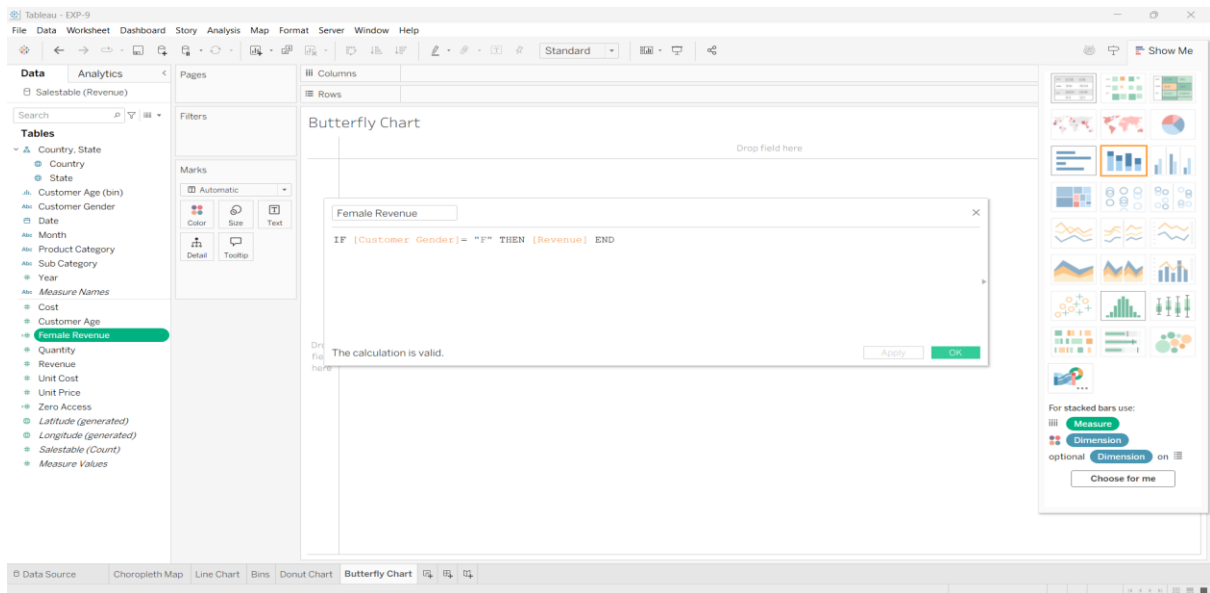 Tableau - EXP-9
File Data Worksheet Dashboard Story Analysis Map Format Server Window Help
Standard
Show Me
Data Analytics
Pages
Columns
Salestable (Revenue)
Rows
Search
Filters
Butterfly Chart
Tables
Country, State
Drop field here
Country
State
Marks
Customer Age (bin)
Automatic
Abc Customer Gender
Date
Color Size Text
Abc Month
Abc Product Category
Detail Tooltip
Abc Sub Category
# Year
Abc Measure Names
# Cost
# Customer Age
Female Revenue
# Quantity
# Revenue
# Unit Cost
# Unit Price
Zero Access
Latitude (generated)
Longitude (generated)
# Salestable (Count)
# Measure Values
Female Revenue
IF [Customer Gender]= "F" THEN [Revenue] END
The calculation is valid.
Apply OK
here
For stacked bars use:
Measure
Dimension
optional Dimension on
Choose for me
Data Source Choropleth Map Line Chart Bins Donut Chart Butterfly Chart